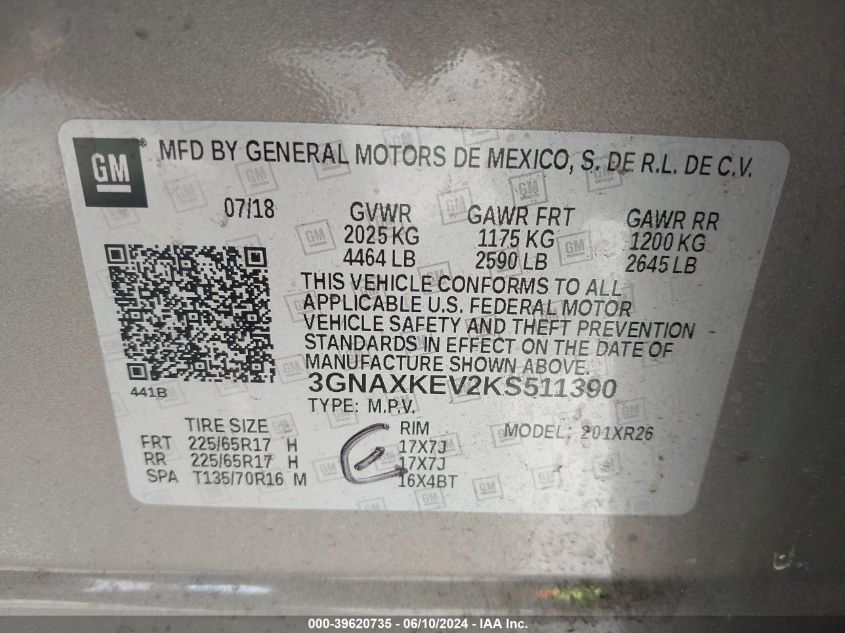 GM MFD BY GENERAL MOTORS DE MEXICO, S. DE R.L. DE C.V.
07/18 GVWR GAWR FRT GAWR RR
2025 KG 1175 KG 1200 KG
4464 LB 2590 LB 2645 LB
THIS VEHICLE CONFORMS TO ALL
APPLICABLE U.S. FEDERAL MOTOR
VEHICLE SAFETY AND THEFT PREVENTION
STANDARDS IN EFFECT ON THE DATE OF
MANUFACTURE SHOWN ABOVE.
441B
3GNAXKEV2KS511390
TYPE: M.P.V.
TIRE SIZE RIM MODEL: 201XR26
FRT 225/65R17 H 17X7J
RR 225/65R17 H 17X7J
SPA T135/70R16 M 16X4BT
000-39620735 - 06/10/2024 - IAA Inc.